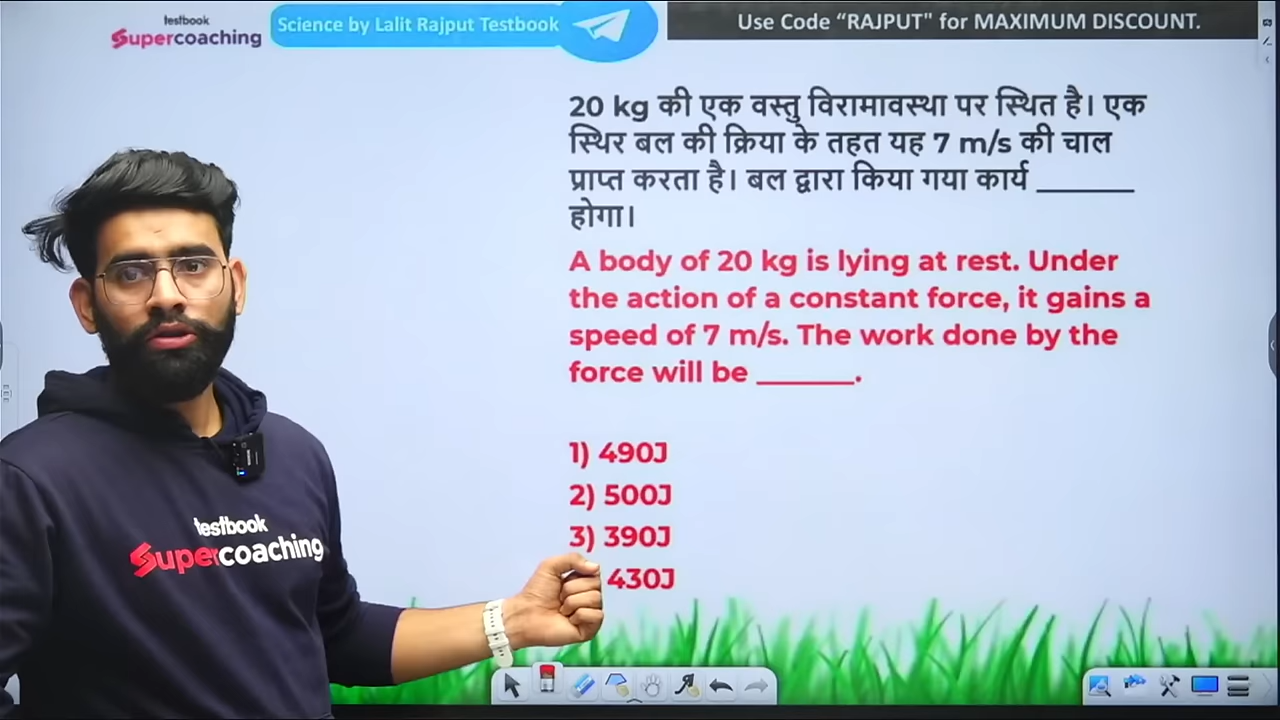 testbook
Supercoaching
Science by Lalit Rajput Testbook
Use Code “RAJPUT" for MAXIMUM DISCOUNT.
20 kg की एक वस्तु विरामावस्था पर स्थित है। एक
स्थिर बल की क्रिया के तहत यह 7 m/s की चाल
प्राप्त करता है। बल द्वारा किया गया कार्य _______
होगा।
A body of 20 kg is lying at rest. Under
the action of a constant force, it gains a
speed of 7 m/s. The work done by the
force will be _______.
1) 490J
2) 500J
3) 390J
430J
testbook
Supercoaching